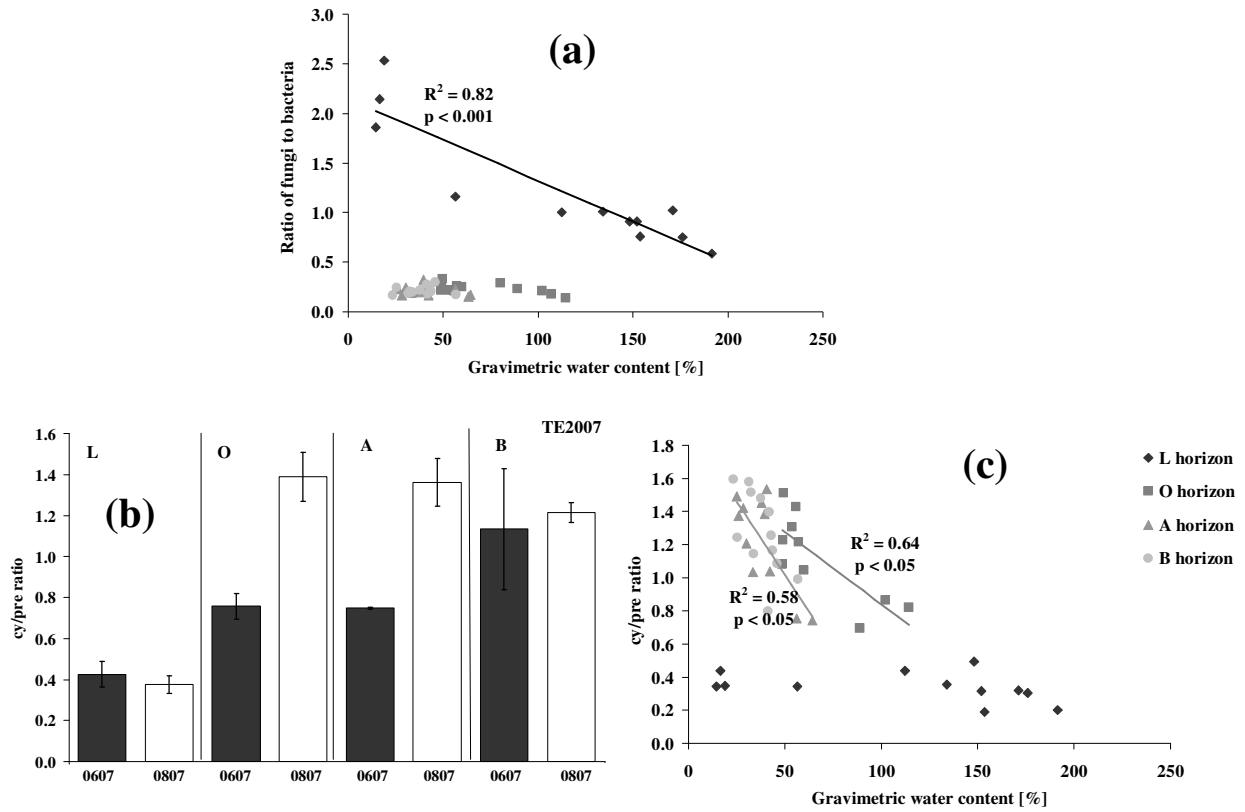 (a)
3.0
2.5
2.0
1.5
1.0
0.5
0.0
Ratio of fungi to bacteria
R² = 0.82
p < 0.001
0 50 100 150 200 250
Gravimetric water content [%]
TE2007
1.6
1.4
1.2
1.0
0.8
0.6
0.4
0.2
0.0
cy/pre ratio
L O A B
(b)
0607 0807 0607 0807 0607 0807 0607 0807
(c)
1.8
1.6
1.4
1.2
1.0
0.8
0.6
0.4
0.2
0.0
cy/pre ratio
R² = 0.64
p < 0.05
R² = 0.58
p < 0.05
0 50 100 150 200 250
Gravimetric water content [%]
L horizon
O horizon
A horizon
B horizon